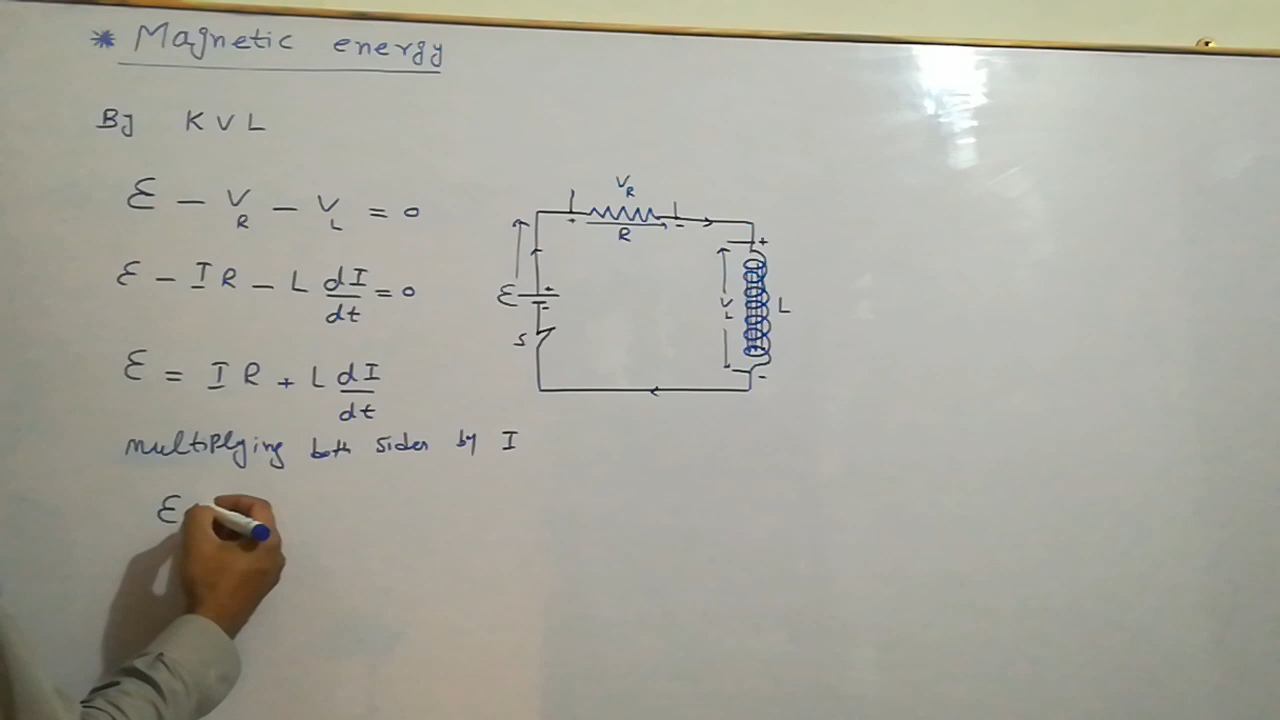 * Magnetic energy
By KVL
ℰ - V_R - V_L = 0
ℰ - IR - L dI/dt = 0
ℰ = IR + L dI/dt
multiplying both sides by I
ℰ
V_R
+ -
R
+
ℰ
+
-
S
V_L
L
-